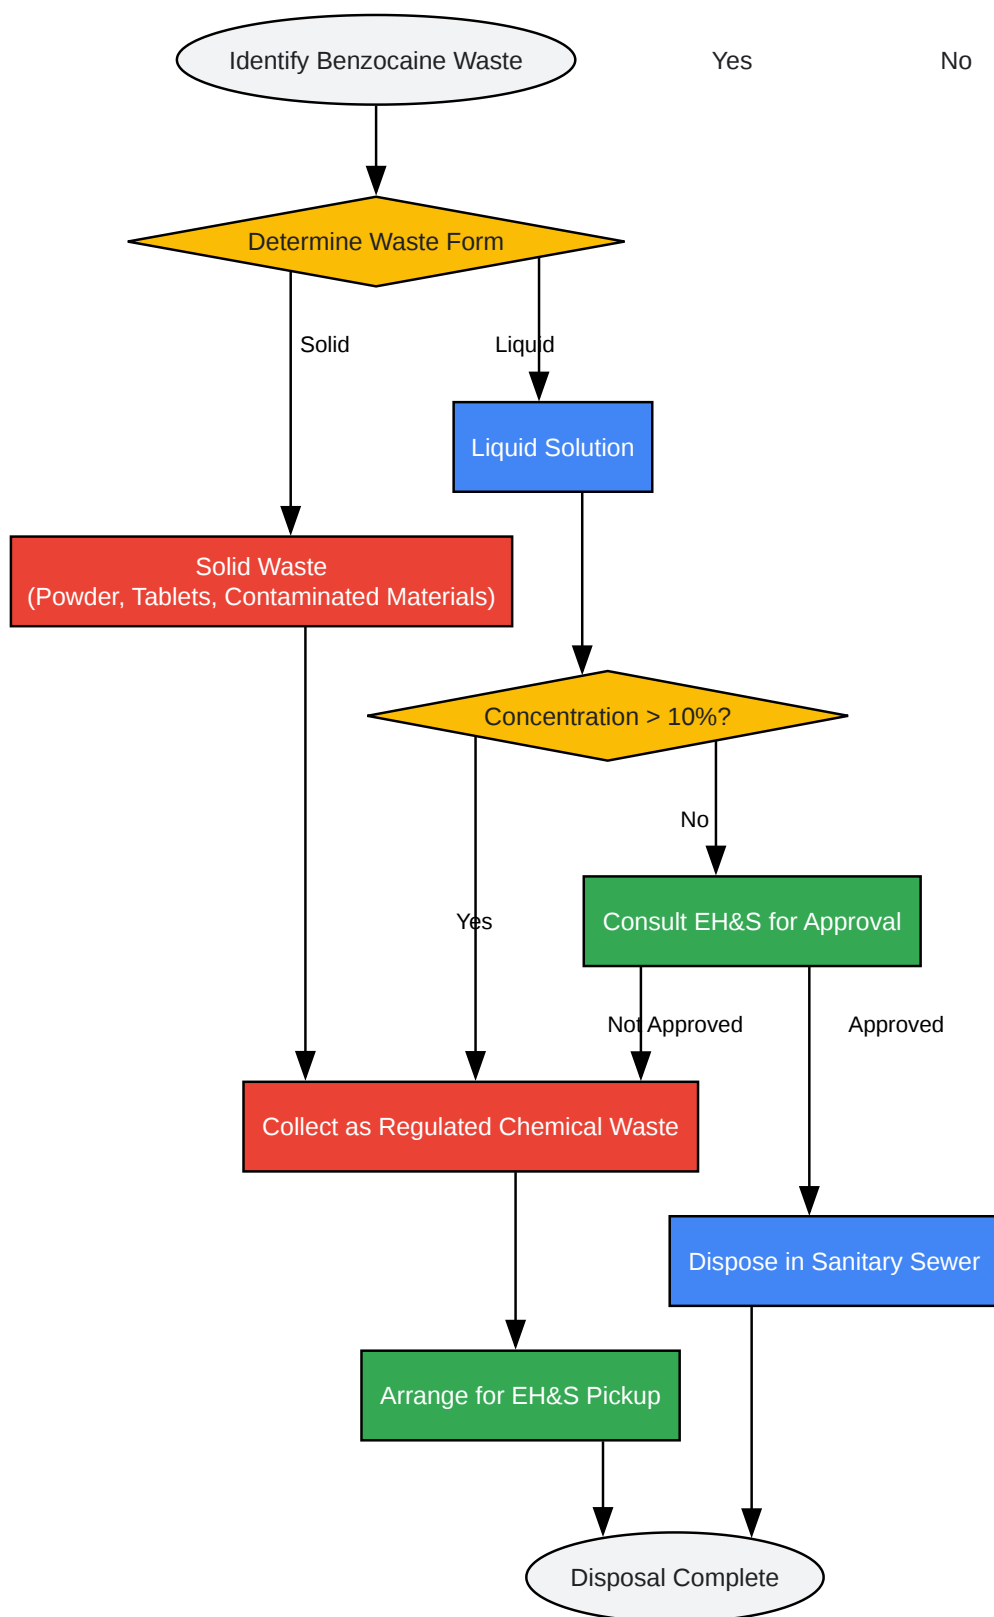 Identify Benzocaine Waste
Yes
No
Determine Waste Form
Solid
Liquid
Liquid Solution
Solid Waste
(Powder, Tablets, Contaminated Materials)
Concentration > 10%?
No
Yes
Consult EH&S for Approval
Not Approved
Approved
Collect as Regulated Chemical Waste
Dispose in Sanitary Sewer
Arrange for EH&S Pickup
Disposal Complete